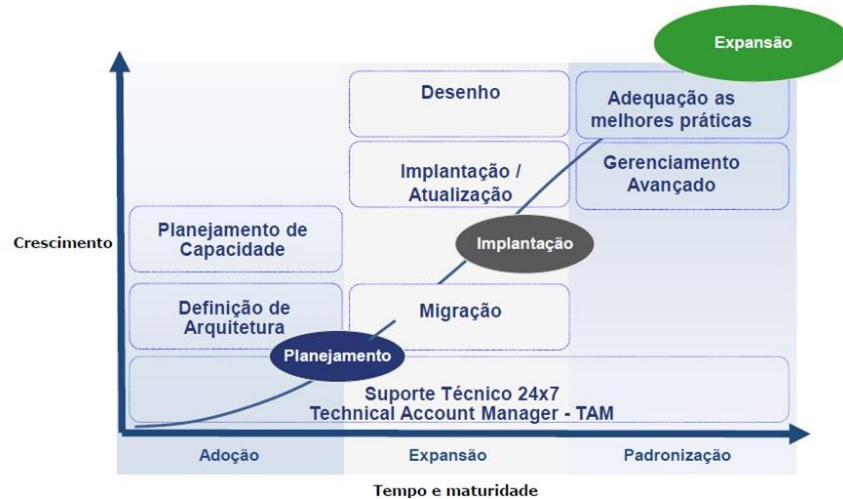 Expansão
Desenho
Adequação as
melhores práticas
Implantação /
Atualização
Gerenciamento
Avançado
Crescimento
Planejamento de
Capacidade
Implantação
Definição de
Arquitetura
Migração
Planejamento
Suporte Técnico 24x7
Technical Account Manager - TAM
Adoção
Expansão
Padronização
Tempo e maturidade